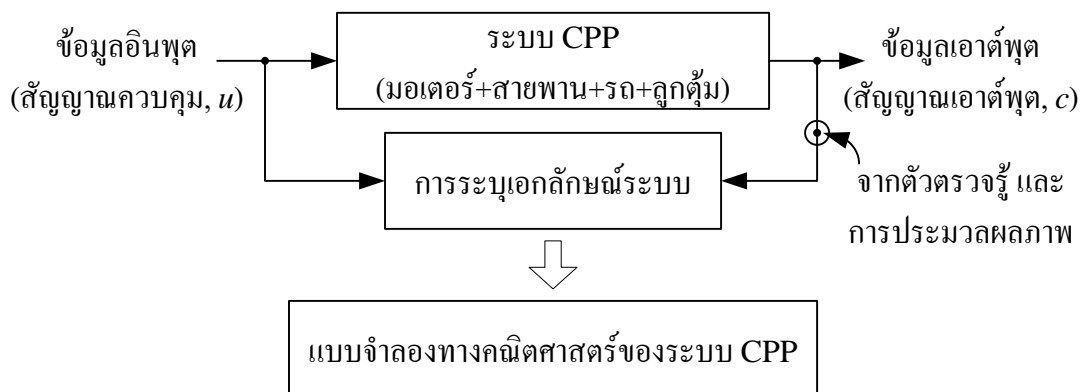 ข้อมูลอินพุต
(สัญญาณควบคุม, u)
ระบบ CPP
(มอเตอร์+สายพาน+รถ+ลูกตุ้ม)
ข้อมูลเอาต์พุต
(สัญญาณเอาต์พุต, c)
การระบุเอกลักษณ์ระบบ
จากตัวตรวจรู้ และ
การประมวลผลภาพ
แบบจำลองทางคณิตศาสตร์ของระบบ CPP